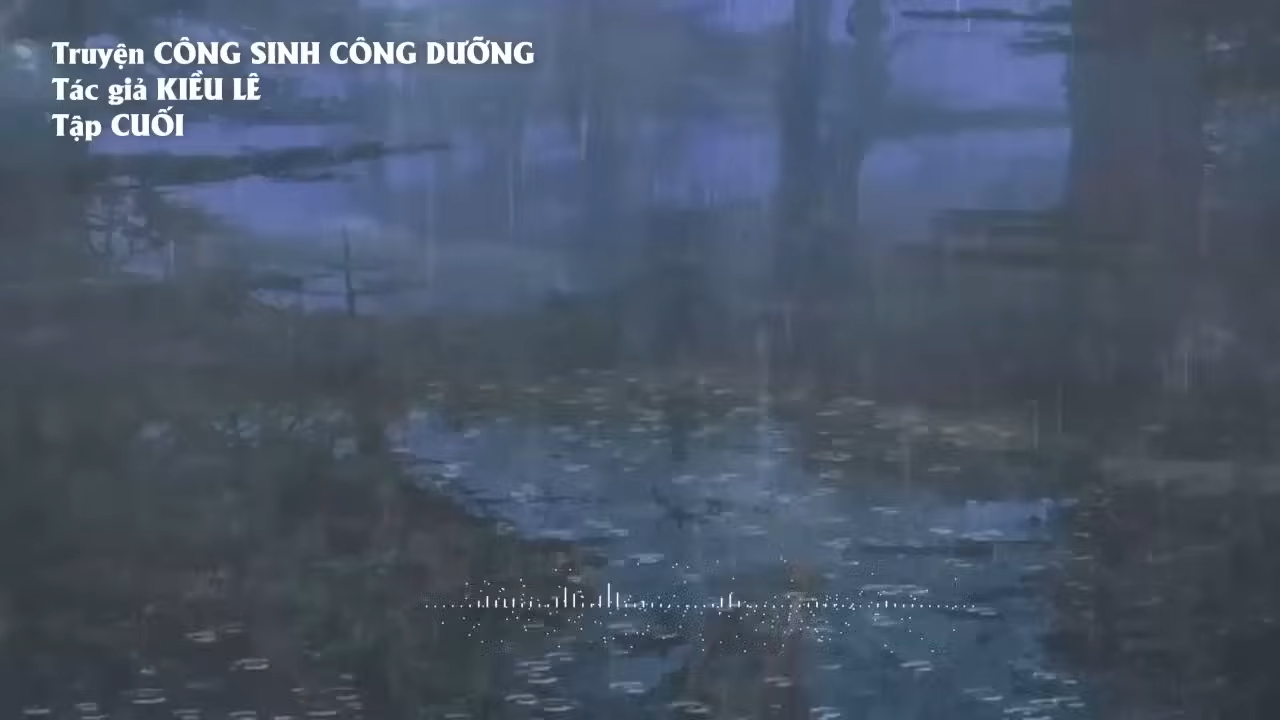 Truyện CÔNG SINH CÔNG DƯỠNG
Tác giả KIỀU LÊ
Tập CUỐI